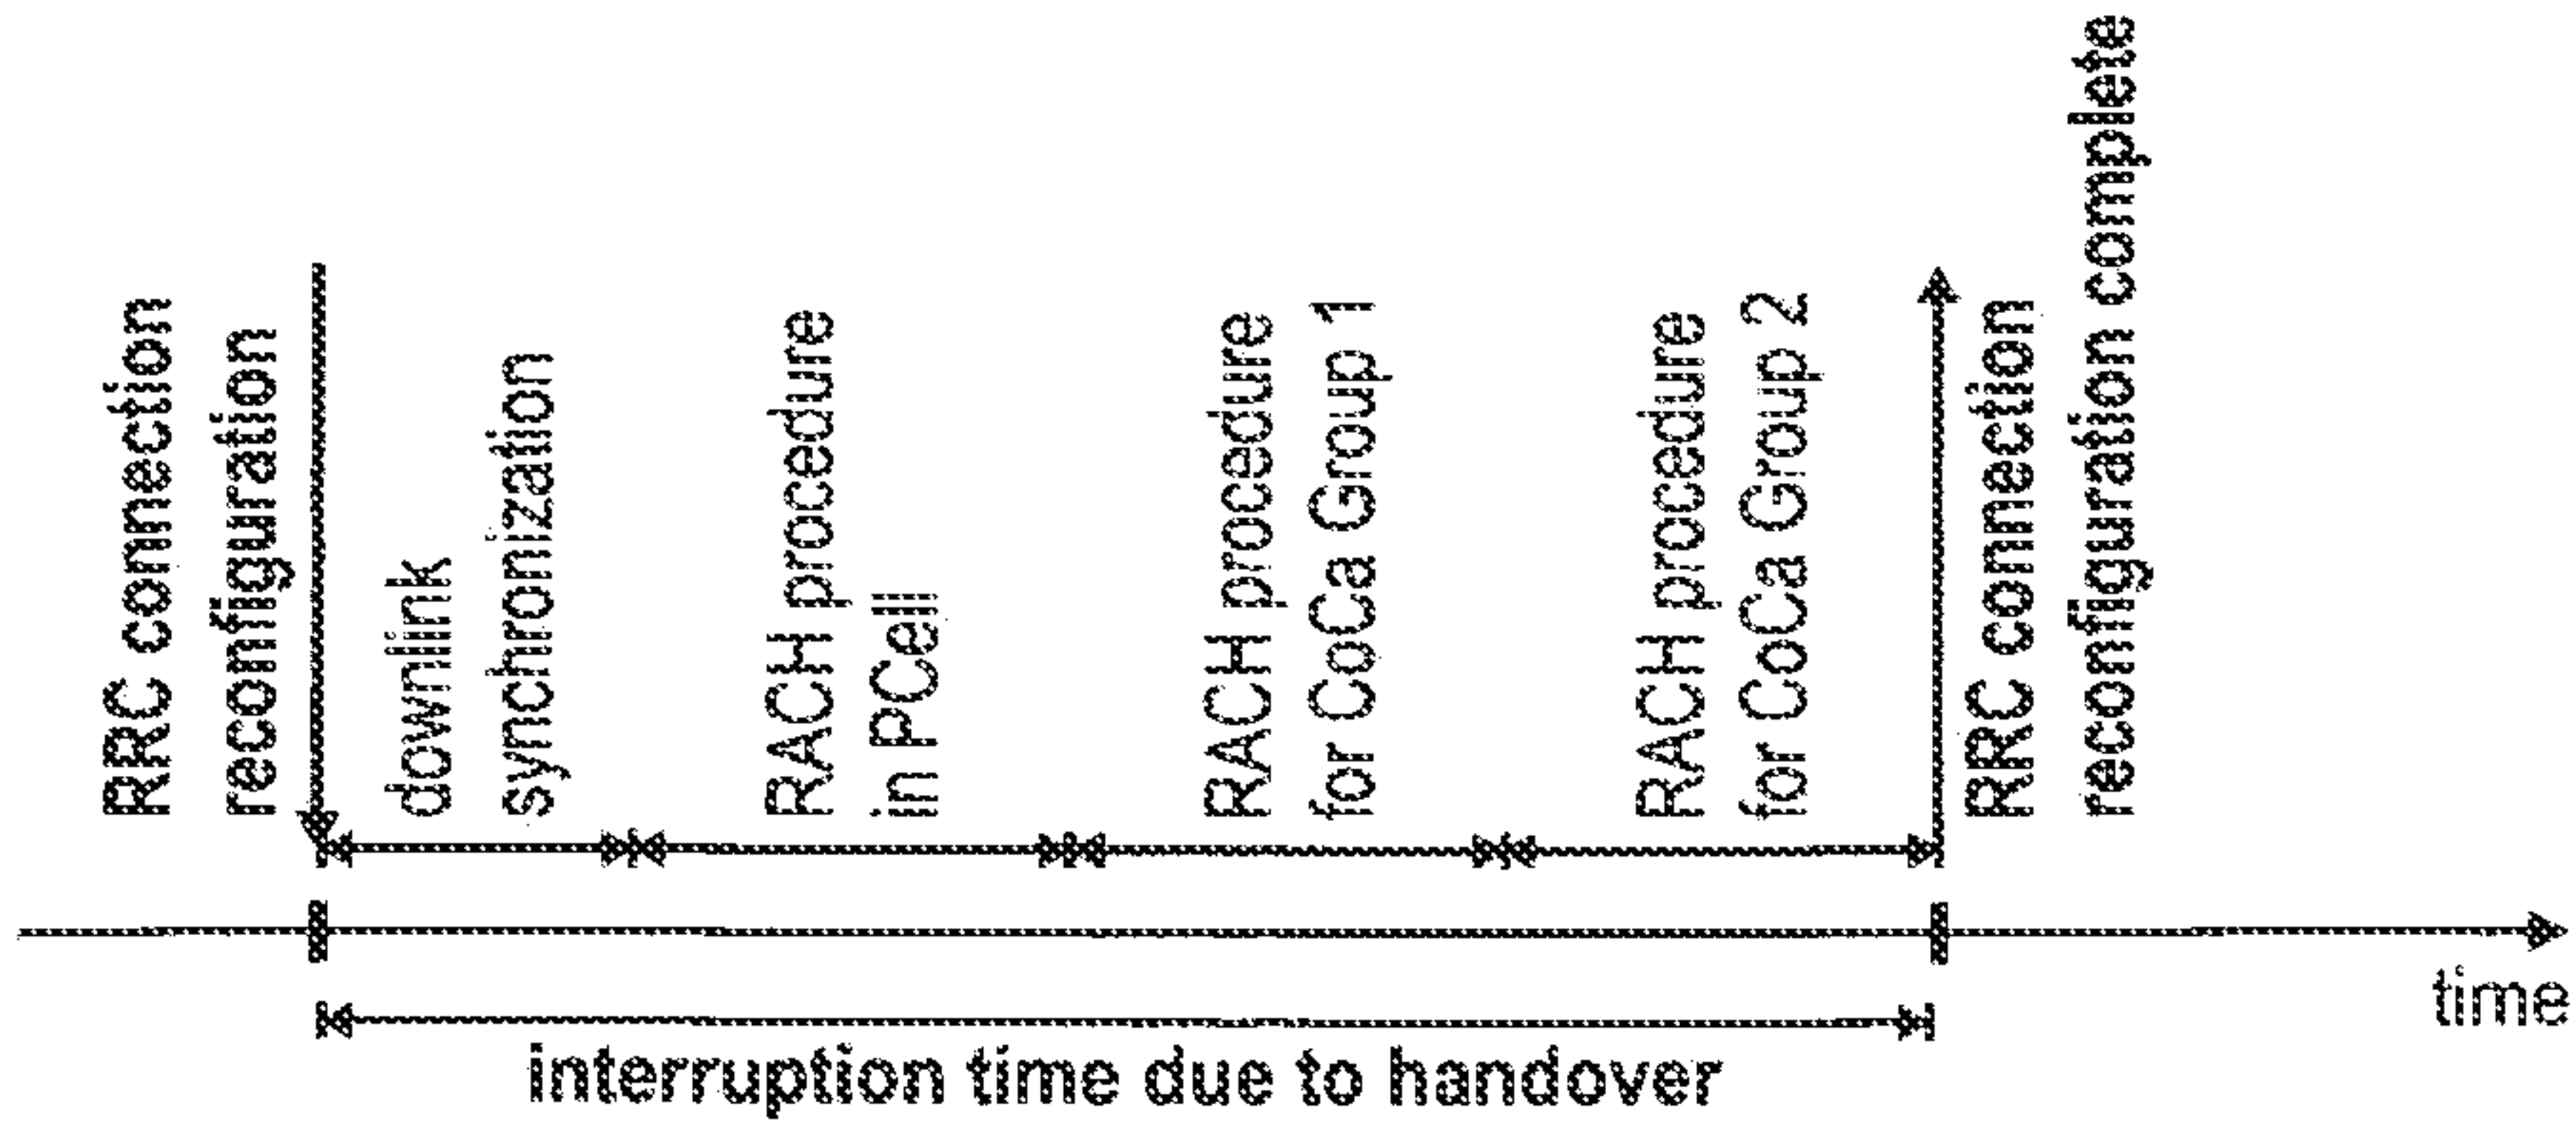 RRC connection
reconfiguration
downlink
synchronization
RACH procedure
in PCell
RACH procedure
for CoCa Group 1
RACH procedure
for CoCa Group 2
RRC connection
reconfiguration complete
time
interruption time due to handover